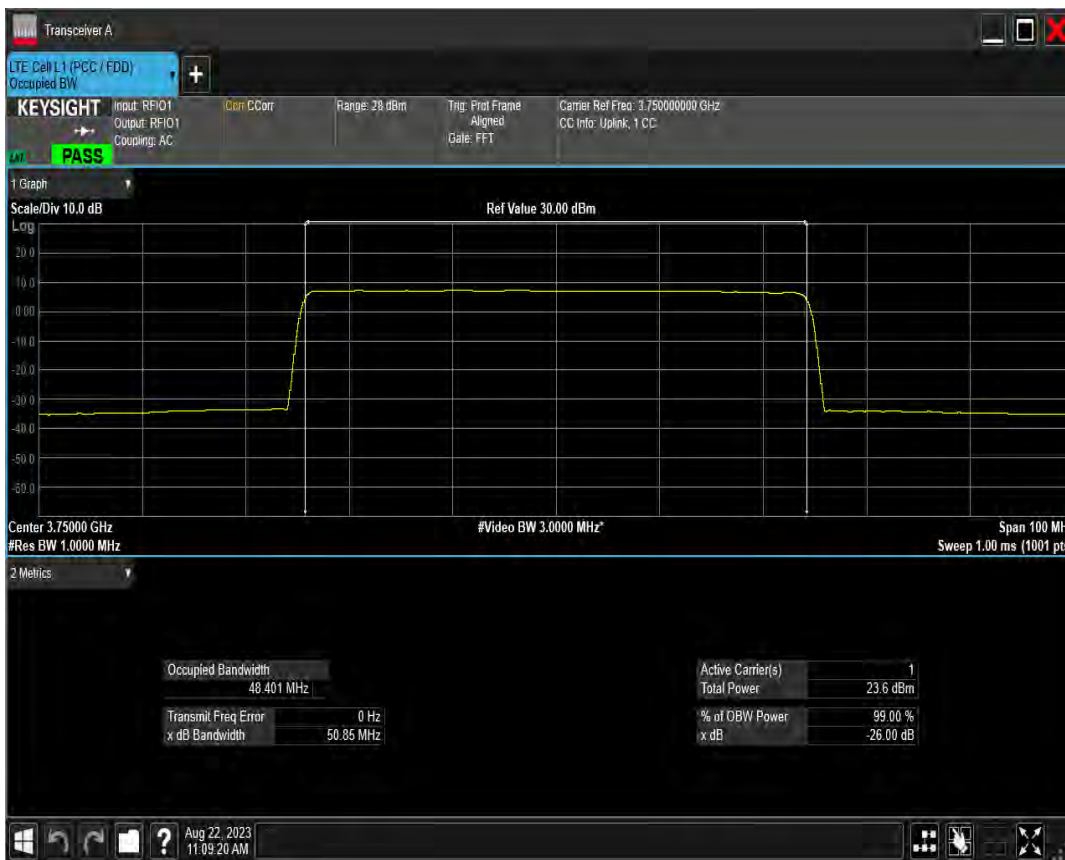 Transceiver A
LTE Cell L1 (PCC / FDD)
Occupied BW
+
KEYSIGHT
PASS
Input: RFIO1
Output: RFIO1
Coupling: AC
Corr CCorr
Range: 28 dBm
Trig: Prot Frame
Aligned
Gate: FFT
Carrier Ref Freq: 3.750000000 GHz
CC Info: Uplink, 1 CC
1 Graph
Scale/Div 10.0 dB
Ref Value 30.00 dBm
Log
20.0
10.0
0.00
-10.0
-20.0
-30.0
-40.0
-50.0
-60.0
Center 3.75000 GHz
#Video BW 3.0000 MHz*
Span 100 MH
#Res BW 1.0000 MHz
Sweep 1.00 ms (1001 pts
2 Metrics
Occupied Bandwidth
48.401 MHz
Transmit Freq Error 0 Hz
x dB Bandwidth 50.85 MHz
Active Carrier(s) 1
Total Power 23.6 dBm
% of OBW Power 99.00 %
x dB -26.00 dB
?
Aug 22, 2023
11:09:20 AM